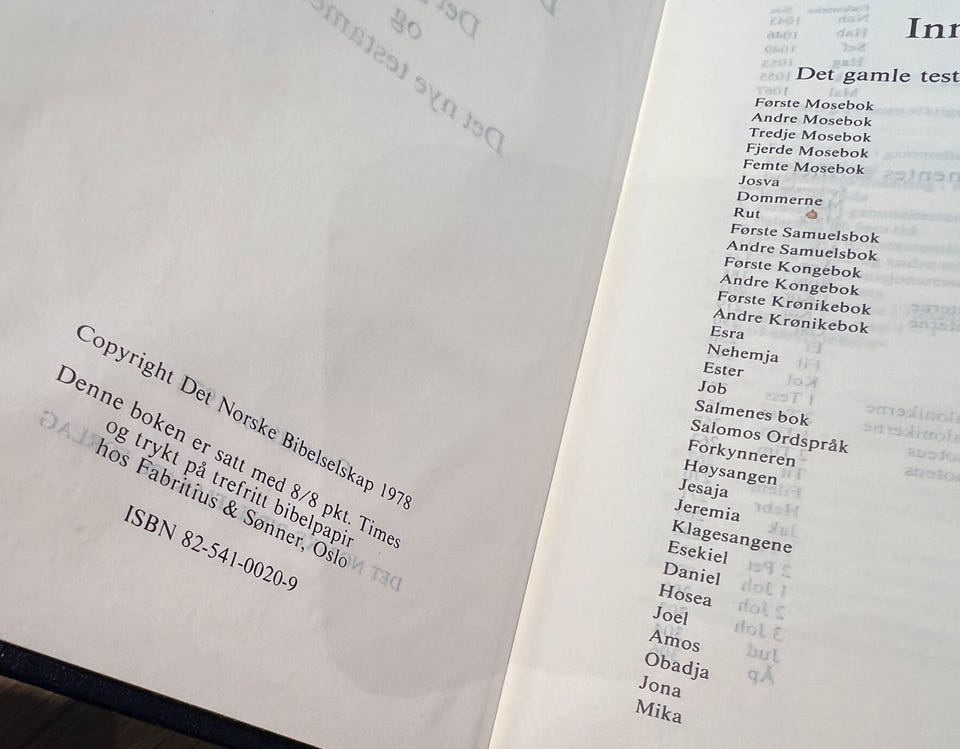 Copyright Det Norske Bibelselskap 1978
Denne boken er satt med 8/8 pkt. Times
og trykt på trefritt bibelpapir
hos Fabritius & Sønner, Oslo
ISBN 82-541-0020-9
Det gamle test
Første Mosebok
Andre Mosebok
Tredje Mosebok
Fjerde Mosebok
Femte Mosebok
Josva
Dommerne
Rut
Første Samuelsbok
Andre Samuelsbok
Første Kongebok
Andre Kongebok
Første Krønikebok
Andre Krønikebok
Esra
Nehemja
Ester
Job
Salmenes bok
Salomos Ordspråk
Forkynneren
Høysangen
Jesaja
Jeremia
Klagesangene
Esekiel
Daniel
Hosea
Joel
Amos
Obadja
Jona
Mika